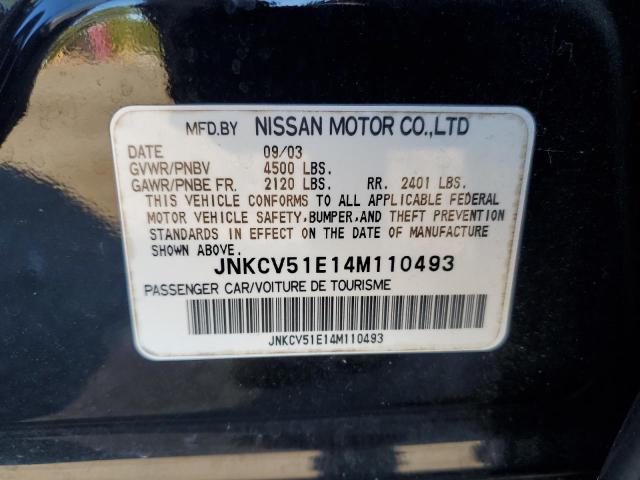 MFD.BY NISSAN MOTOR CO.,LTD
DATE 09/03
GVWR/PNBV 4500 LBS.
GAWR/PNBE FR. 2120 LBS. RR. 2401 LBS.
THIS VEHICLE CONFORMS TO ALL APPLICABLE FEDERAL
MOTOR VEHICLE SAFETY, BUMPER, AND THEFT PREVENTION
STANDARDS IN EFFECT ON THE DATE OF MANUFACTURE
SHOWN ABOVE. JNKCV51E14M110493
PASSENGER CAR/VOITURE DE TOURISME
JNKCV51E14M110493